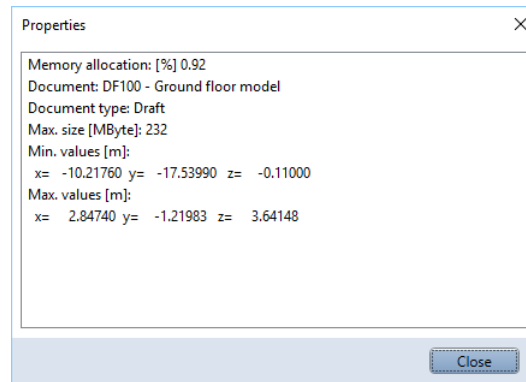 Properties
Memory allocation: [%] 0.92
Document: DF100 - Ground floor model
Document type: Draft
Max. size [MByte]: 232
Min. values [m]:
x= -10.21760 y= -17.53990 z= -0.11000
Max. values [m]:
x= 2.84740 y= -1.21983 z= 3.64148
Close